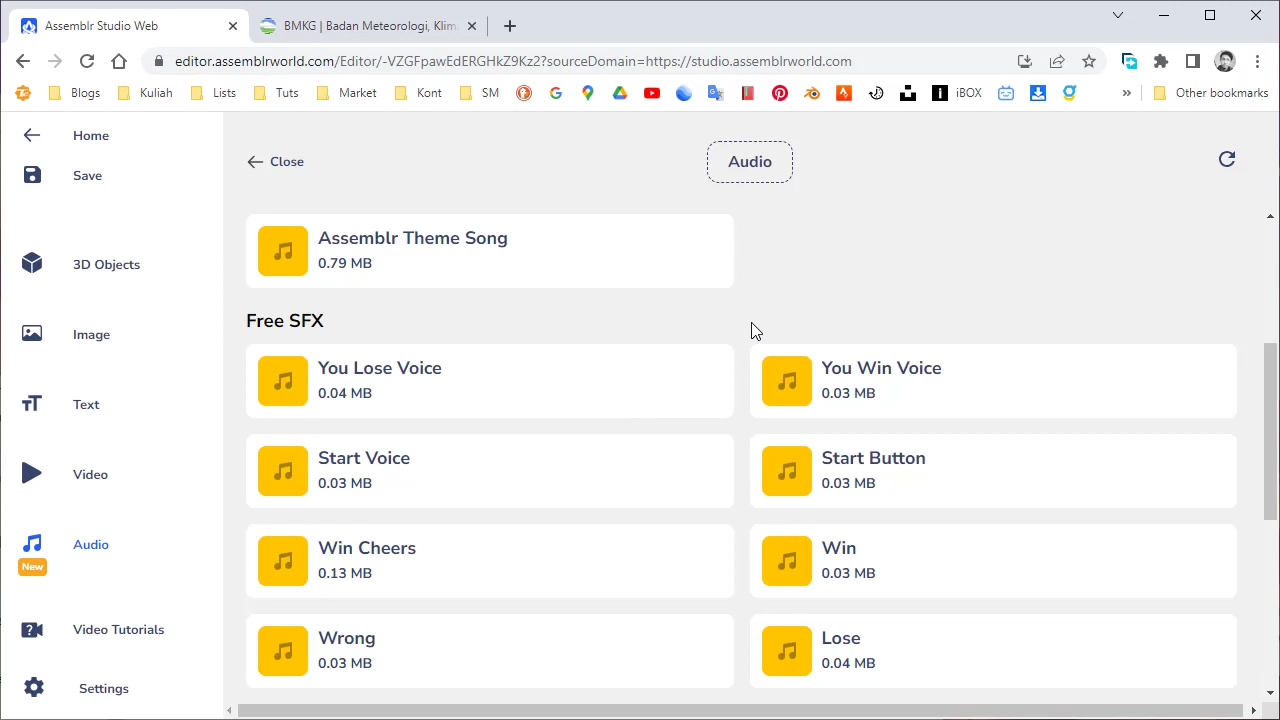 Assemblr Studio Web
BMKG | Badan Meteorologi, Klim
editor.assemblrworld.com/Editor/-VZGFpawEdERGHkZ9Kz2?sourceDomain=https://studio.assemblrworld.com
Blogs
Kuliah
Lists
Tuts
Market
Kont
SM
iBOX
»
Other bookmarks
Home
Save
3D Objects
Image
Text
Video
Audio
New
Video Tutorials
Settings
Close
Audio
Assemblr Theme Song
0.79 MB
Free SFX
You Lose Voice
0.04 MB
You Win Voice
0.03 MB
Start Voice
0.03 MB
Start Button
0.03 MB
Win Cheers
0.13 MB
Win
0.03 MB
Wrong
0.03 MB
Lose
0.04 MB